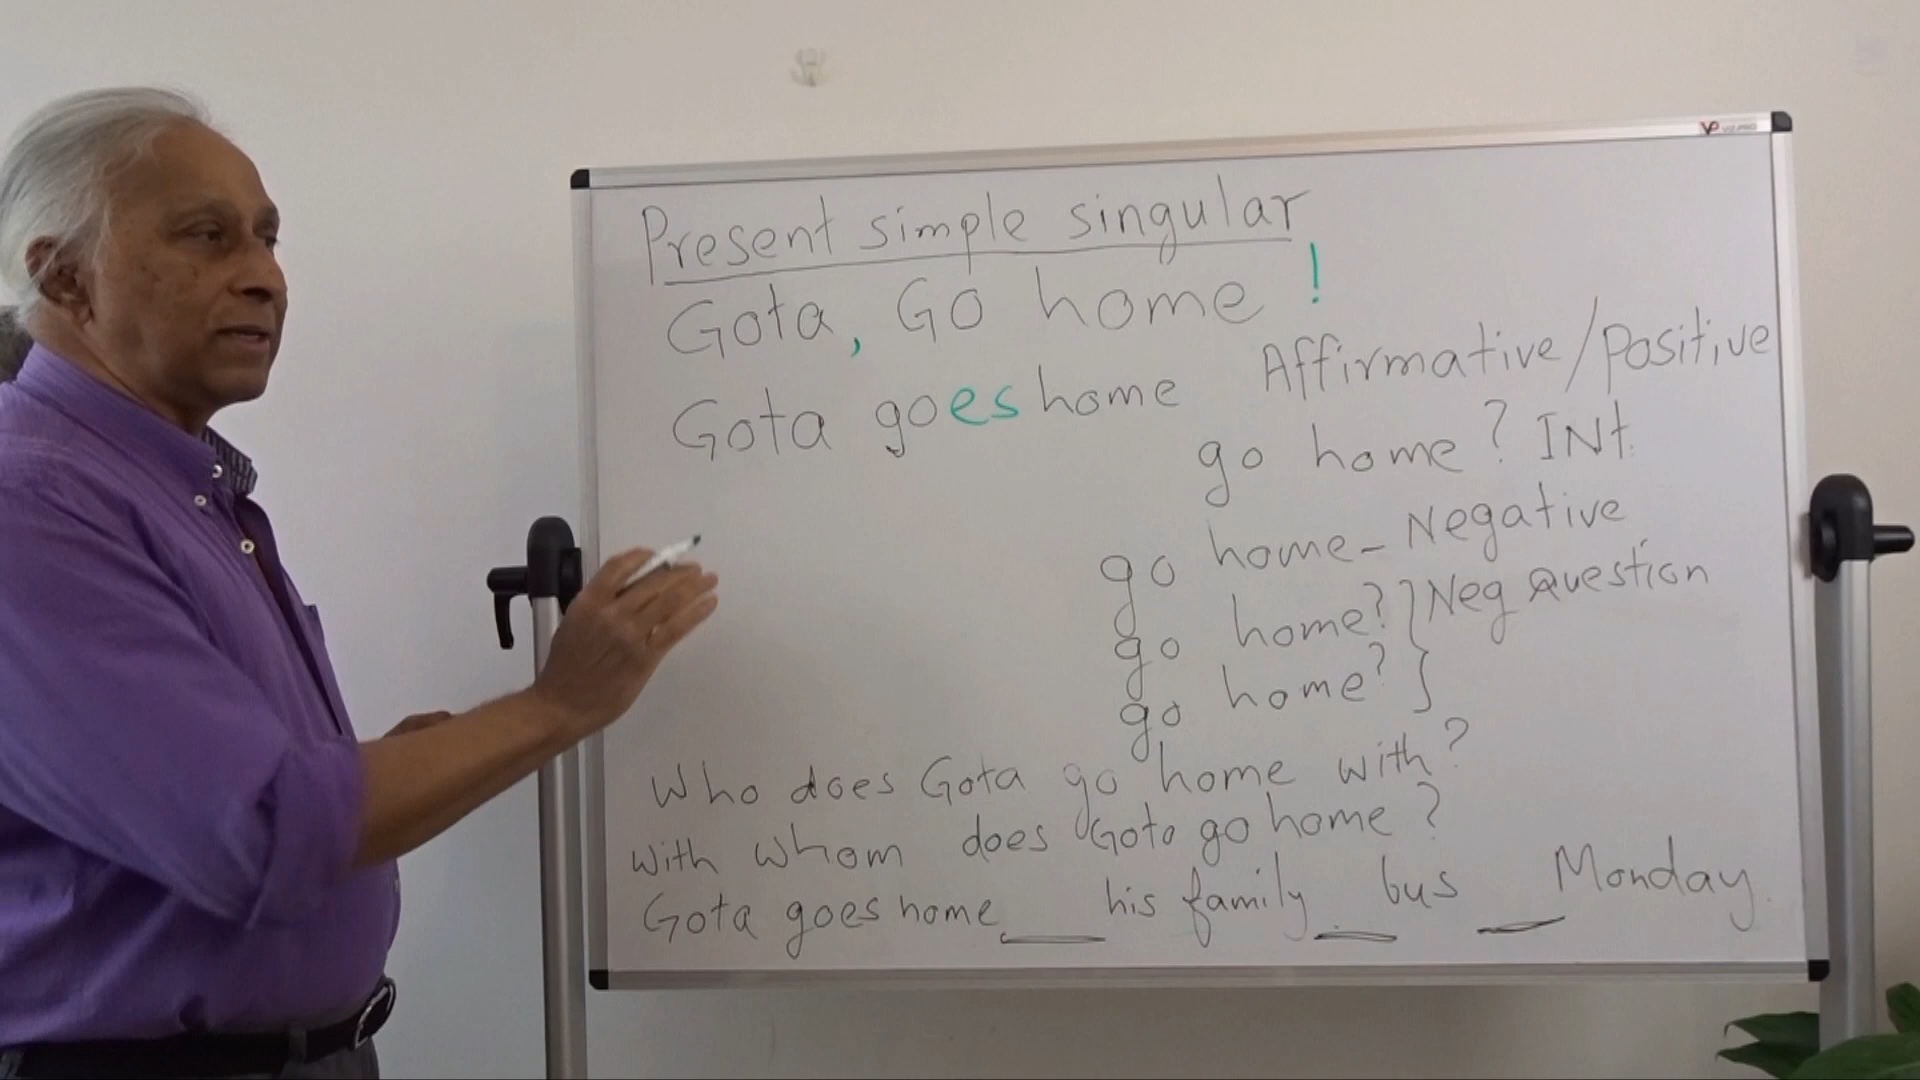 VIZ-PRO
Present simple singular
Gota, Go home !
Gota goes home Affirmative/Positive
go home? INt.
go home - Negative
go home? } Neg Question
go home? }
Who does Gota go home with?
With whom does Gota go home?
Gota goes home ___ his family ___ bus ___ Monday.